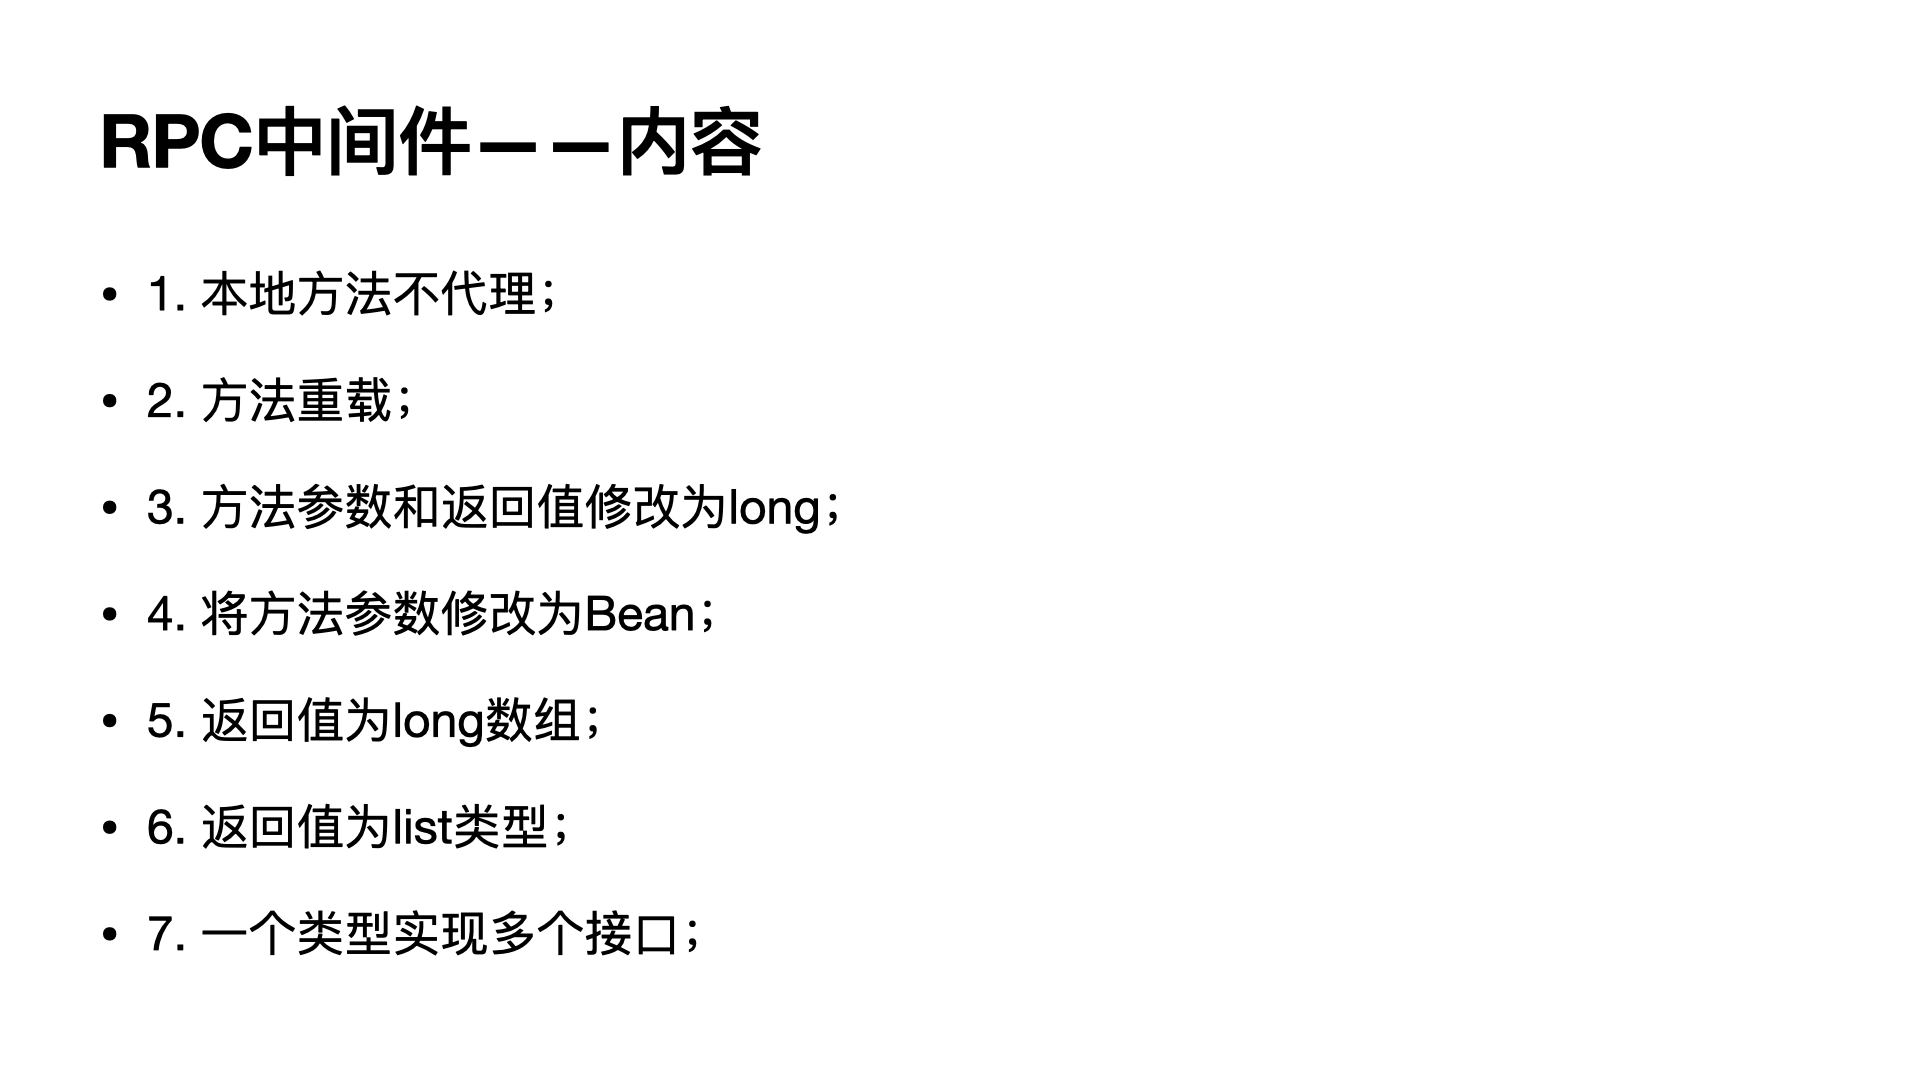 RPC中间件——内容
• 1. 本地方法不代理；
• 2. 方法重载；
• 3. 方法参数和返回值修改为long；
• 4. 将方法参数修改为Bean；
• 5. 返回值为long数组；
• 6. 返回值为list类型；
• 7. 一个类型实现多个接口；